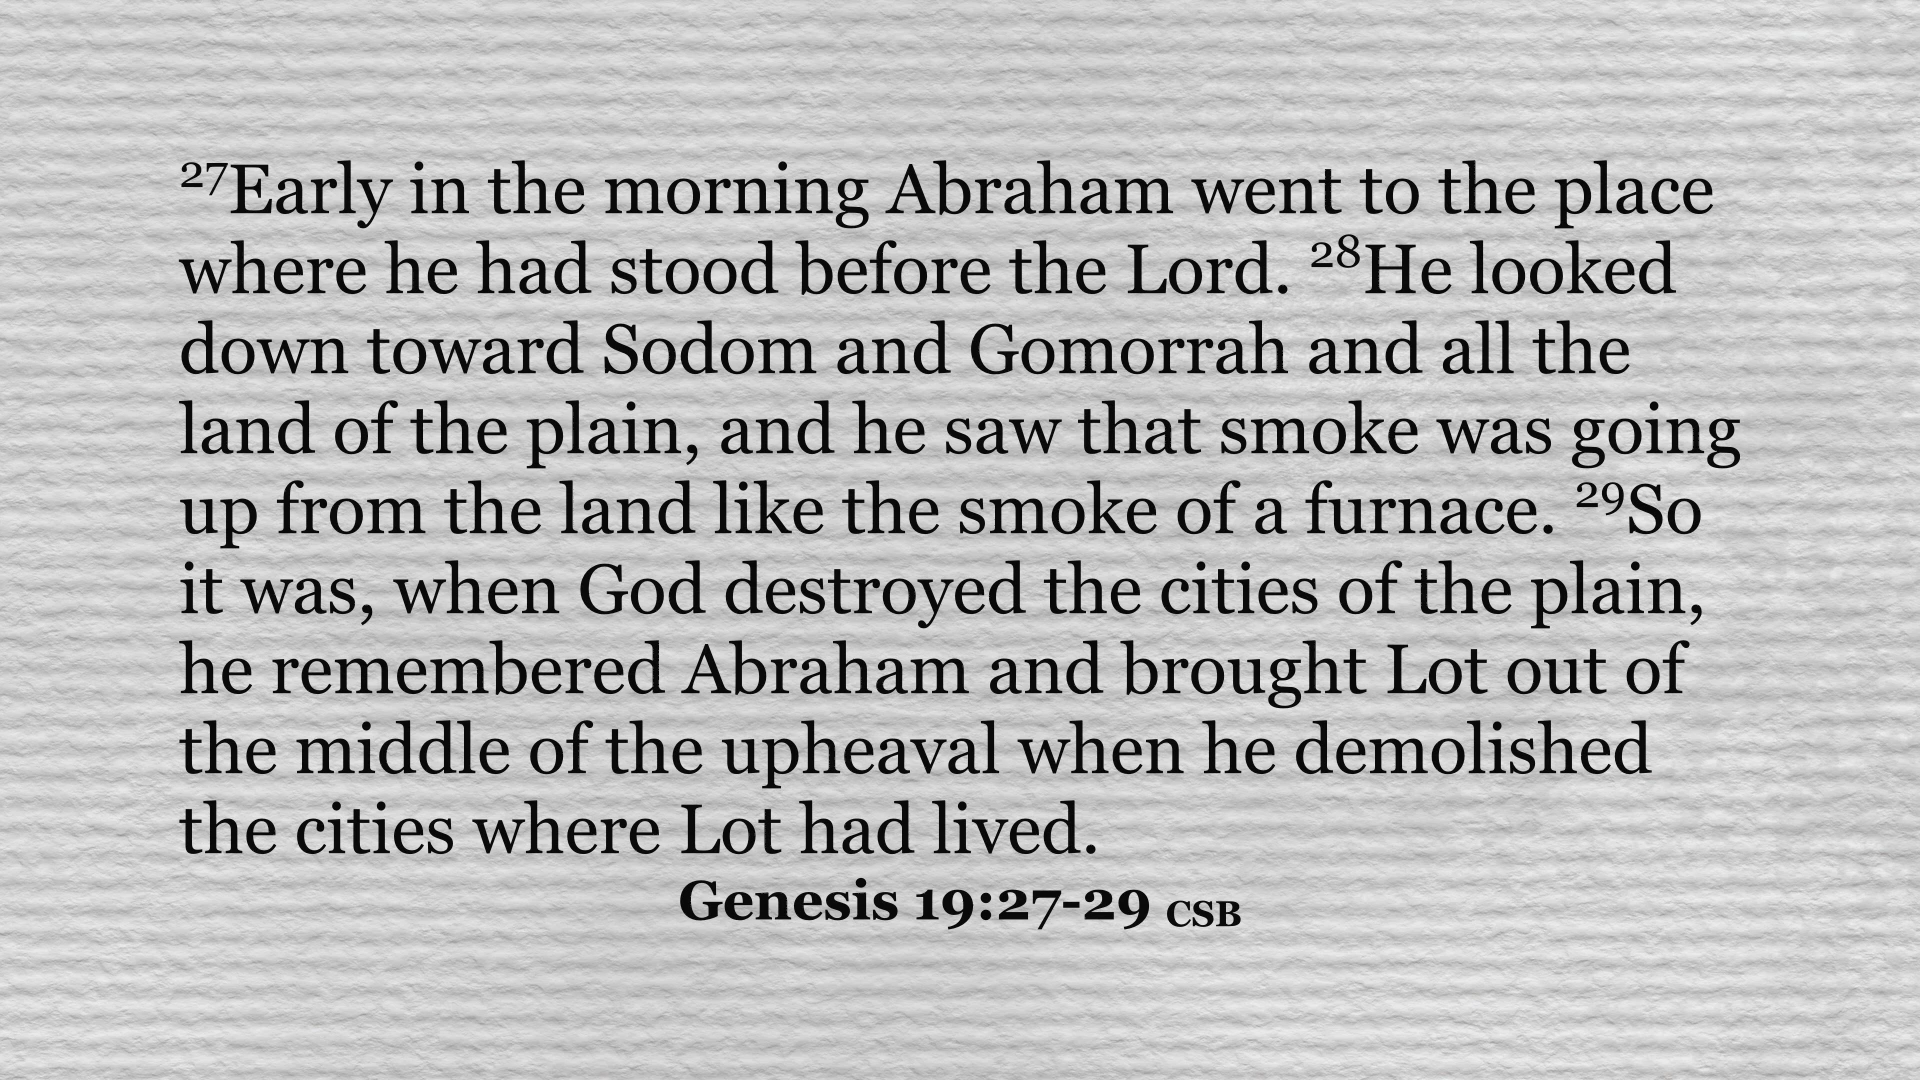 ²⁷Early in the morning Abraham went to the place
where he had stood before the Lord. ²⁸He looked
down toward Sodom and Gomorrah and all the
land of the plain, and he saw that smoke was going
up from the land like the smoke of a furnace. ²⁹So
it was, when God destroyed the cities of the plain,
he remembered Abraham and brought Lot out of
the middle of the upheaval when he demolished
the cities where Lot had lived.
Genesis 19:27-29 CSB